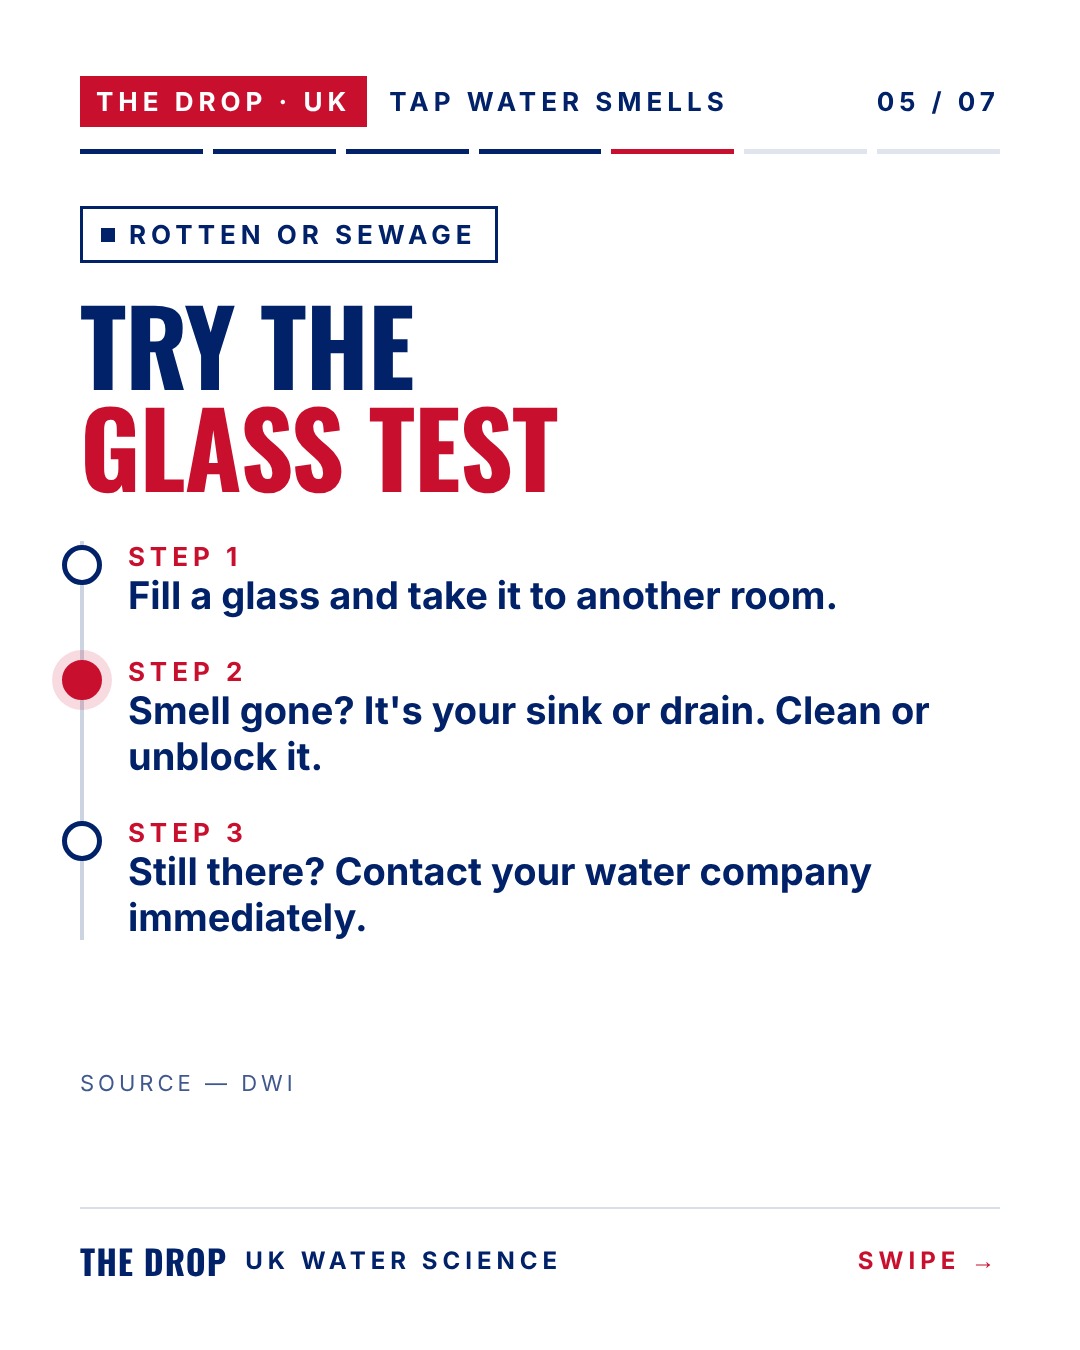 THE DROP · UK TAP WATER SMELLS 05 / 07
ROTTEN OR SEWAGE
TRY THE
GLASS TEST
STEP 1
Fill a glass and take it to another room.
STEP 2
Smell gone? It's your sink or drain. Clean or
unblock it.
STEP 3
Still there? Contact your water company
immediately.
SOURCE — DWI
THE DROP UK WATER SCIENCE SWIPE →